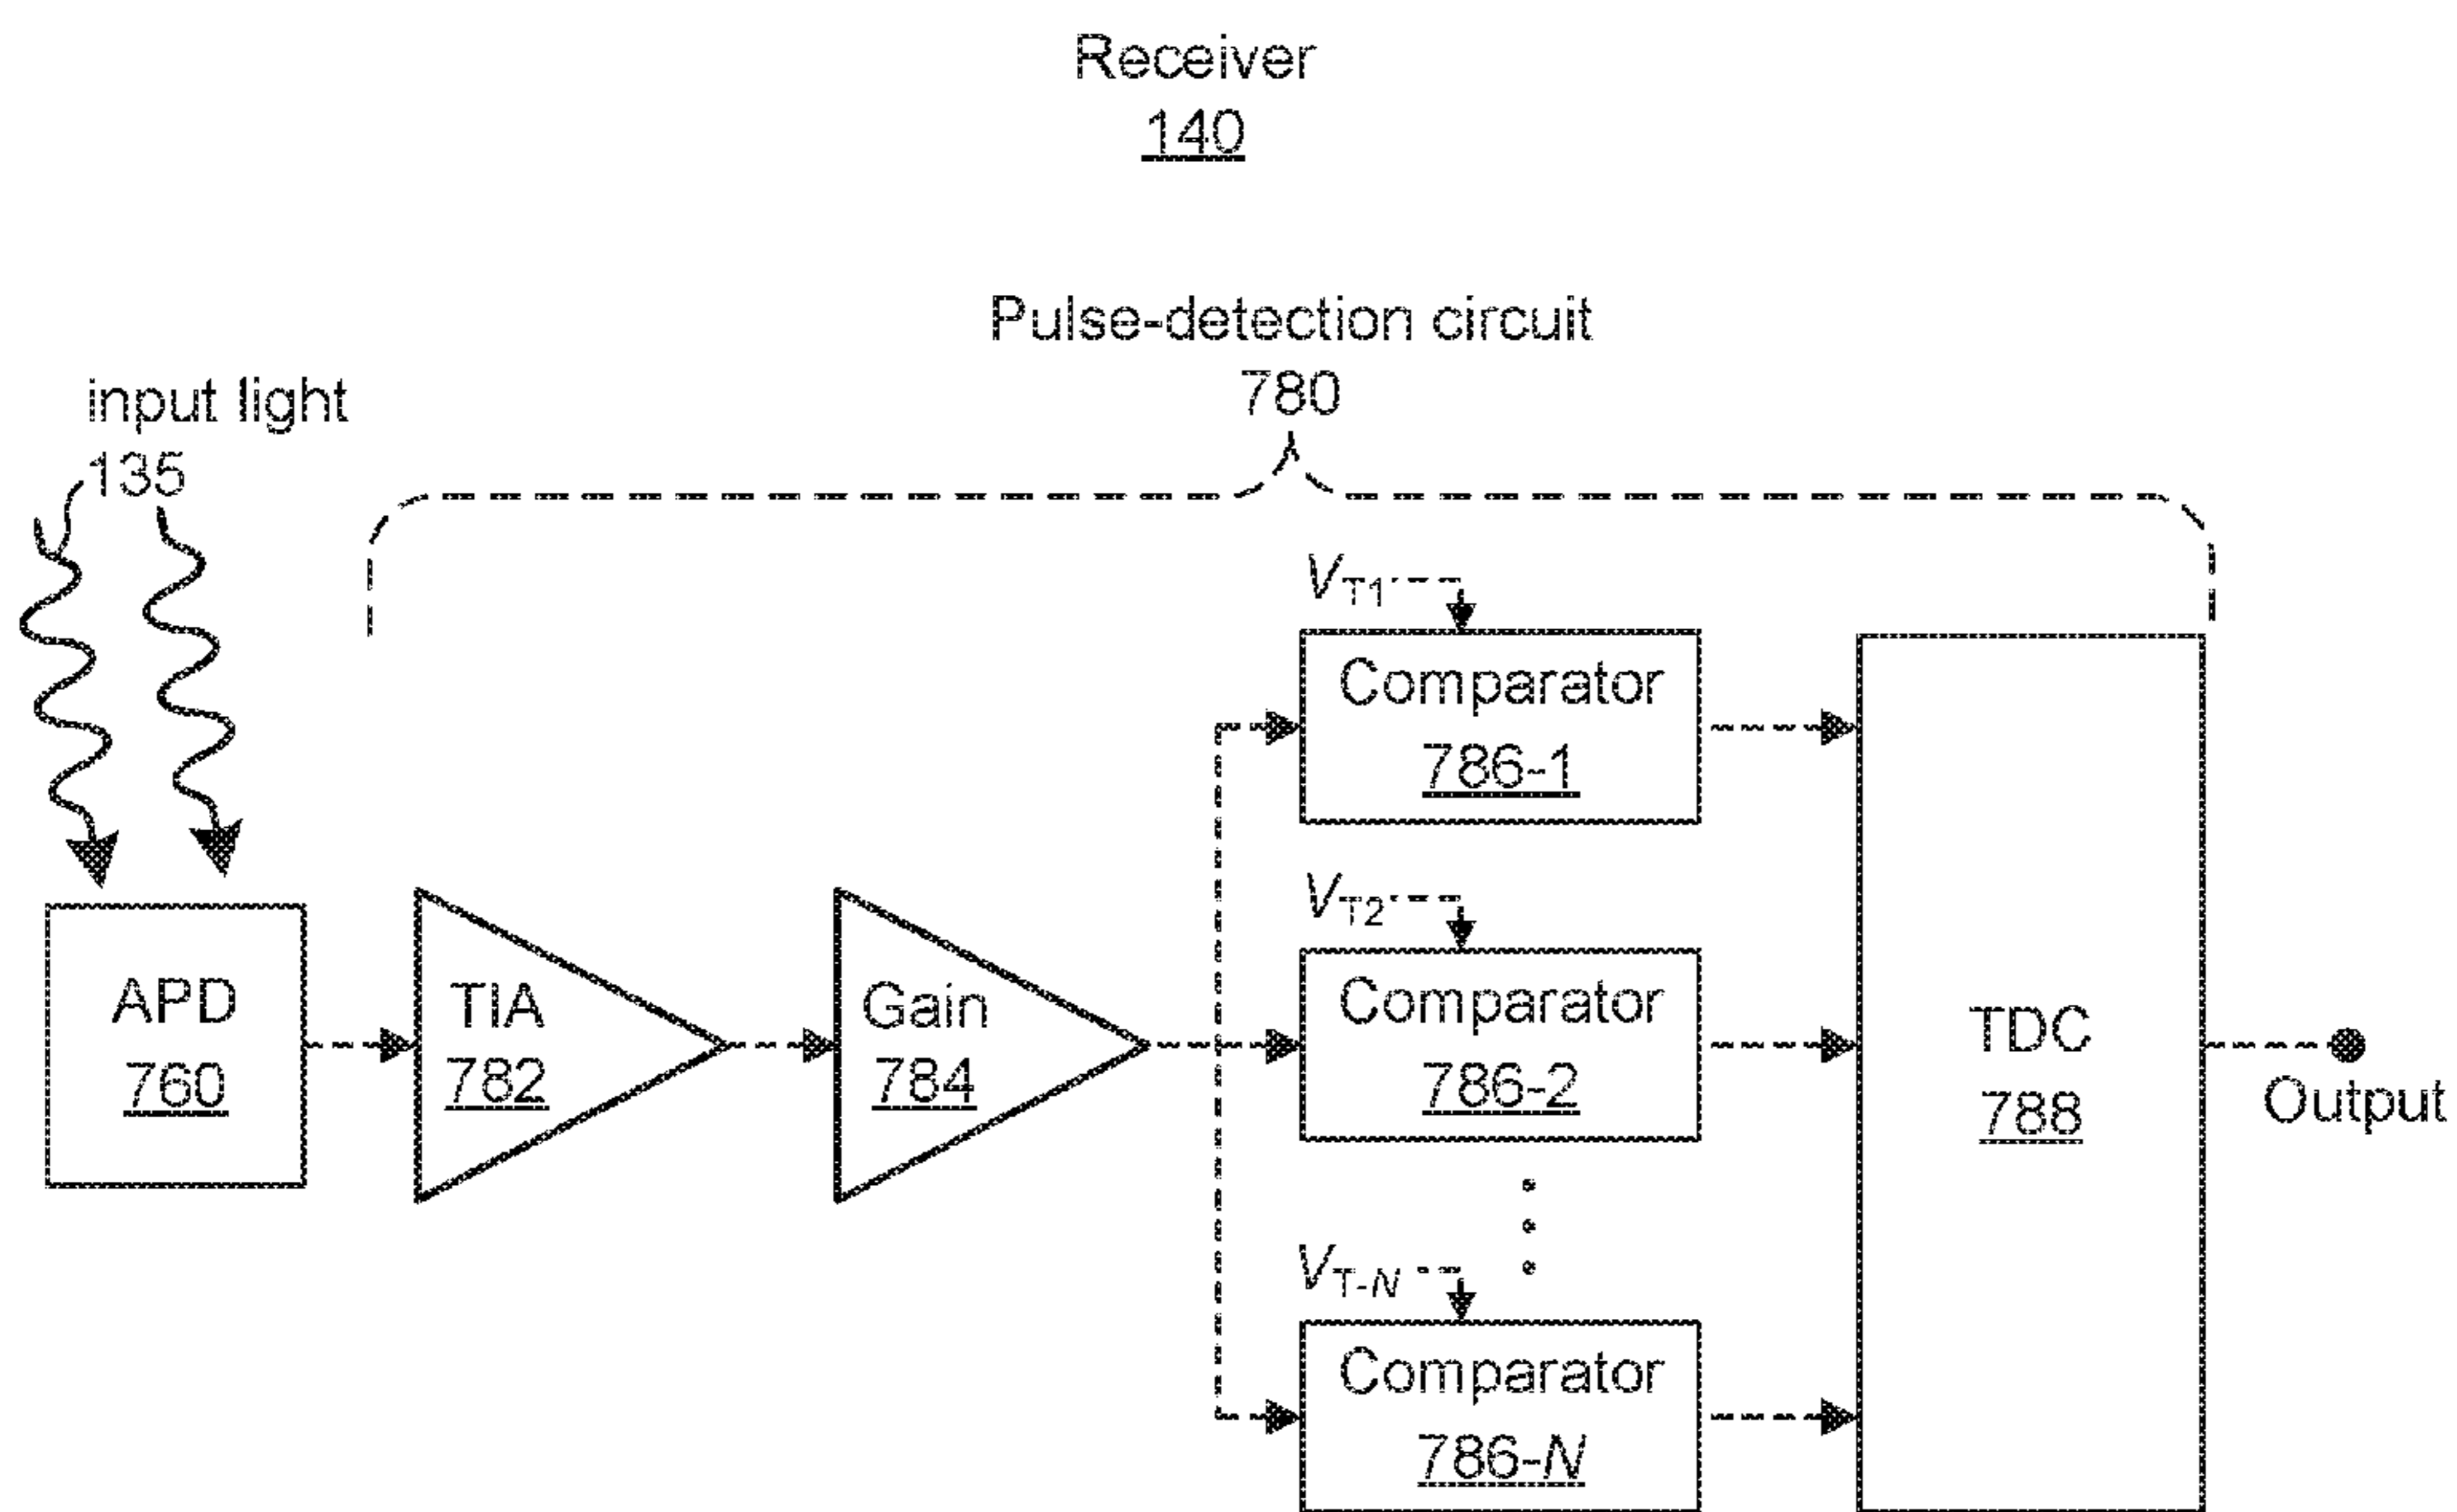 Receiver
140
Pulse-detection circuit
780
input light
135
VT1
Comparator
786-1
VT2
Comparator
786-2
APD
760
TIA
782
Gain
784
TDC
788
Output
VT-N
Comparator
786-N